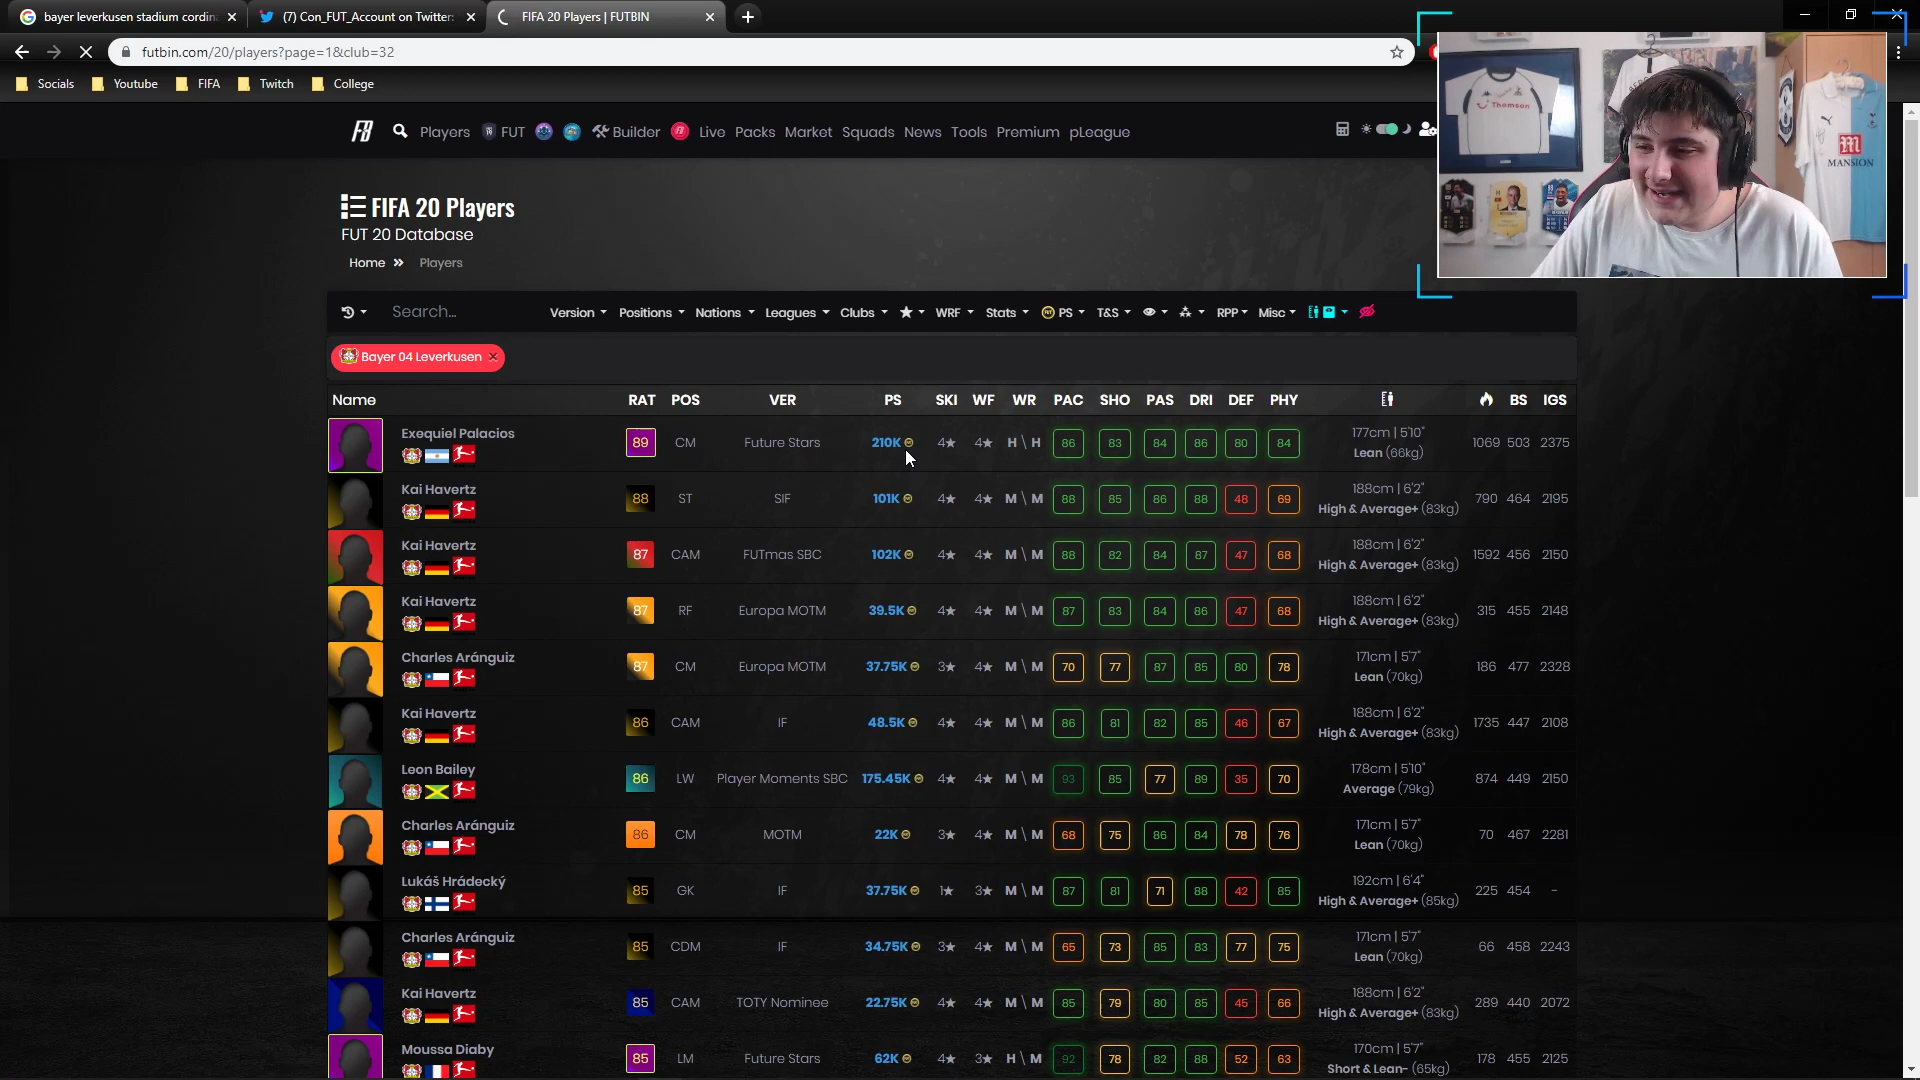 bayer leverkusen stadium cordin
(7) Con_FUT_Account on Twitter:
FIFA 20 Players | FUTBIN
futbin.com/20/players?page=1&club=32
Socials Youtube FIFA Twitch College
Players FUT Builder Live Packs Market Squads News Tools Premium pLeague
FIFA 20 Players
FUT 20 Database
Home » Players
Search... Version Positions Nations Leagues Clubs WRF Stats PS T&S RPP Misc
Bayer 04 Leverkusen ×
Name RAT POS VER PS SKI WF WR PAC SHO PAS DRI DEF PHY BS IGS
Exequiel Palacios 89 CM Future Stars 210K 4★ 4★ H \ H 86 83 84 86 80 84 177cm | 5'10" Lean (66kg) 1069 503 2375
Kai Havertz 88 ST SIF 101K 4★ 4★ M \ M 88 85 86 88 48 69 188cm | 6'2" High & Average+ (83kg) 790 464 2195
Kai Havertz 87 CAM FUTmas SBC 102K 4★ 4★ M \ M 88 82 84 87 47 68 188cm | 6'2" High & Average+ (83kg) 1592 456 2150
Kai Havertz 87 RF Europa MOTM 39.5K 4★ 4★ M \ M 87 83 84 86 47 68 188cm | 6'2" High & Average+ (83kg) 315 455 2148
Charles Aránguiz 87 CM Europa MOTM 37.75K 3★ 4★ M \ M 70 77 87 85 80 78 171cm | 5'7" Lean (70kg) 186 477 2328
Kai Havertz 86 CAM IF 48.5K 4★ 4★ M \ M 86 81 82 85 46 67 188cm | 6'2" High & Average+ (83kg) 1735 447 2108
Leon Bailey 86 LW Player Moments SBC 175.45K 4★ 4★ M \ M 93 85 77 89 35 70 178cm | 5'10" Average (79kg) 874 449 2150
Charles Aránguiz 86 CM MOTM 22K 3★ 4★ M \ M 68 75 86 84 78 76 171cm | 5'7" Lean (70kg) 70 467 2281
Lukáš Hrádecký 85 GK IF 37.75K 1★ 3★ M \ M 87 81 71 88 42 85 192cm | 6'4" High & Average+ (85kg) 225 454 -
Charles Aránguiz 85 CDM IF 34.75K 3★ 4★ M \ M 65 73 85 83 77 75 171cm | 5'7" Lean (70kg) 66 458 2243
Kai Havertz 85 CAM TOTY Nominee 22.75K 4★ 4★ M \ M 85 79 80 85 45 66 188cm | 6'2" High & Average+ (83kg) 289 440 2072
Moussa Diaby 85 LM Future Stars 62K 4★ 3★ H \ M 92 78 82 88 52 63 170cm | 5'7" Short & Lean- (65kg) 178 455 2125
Thomson
MANSION